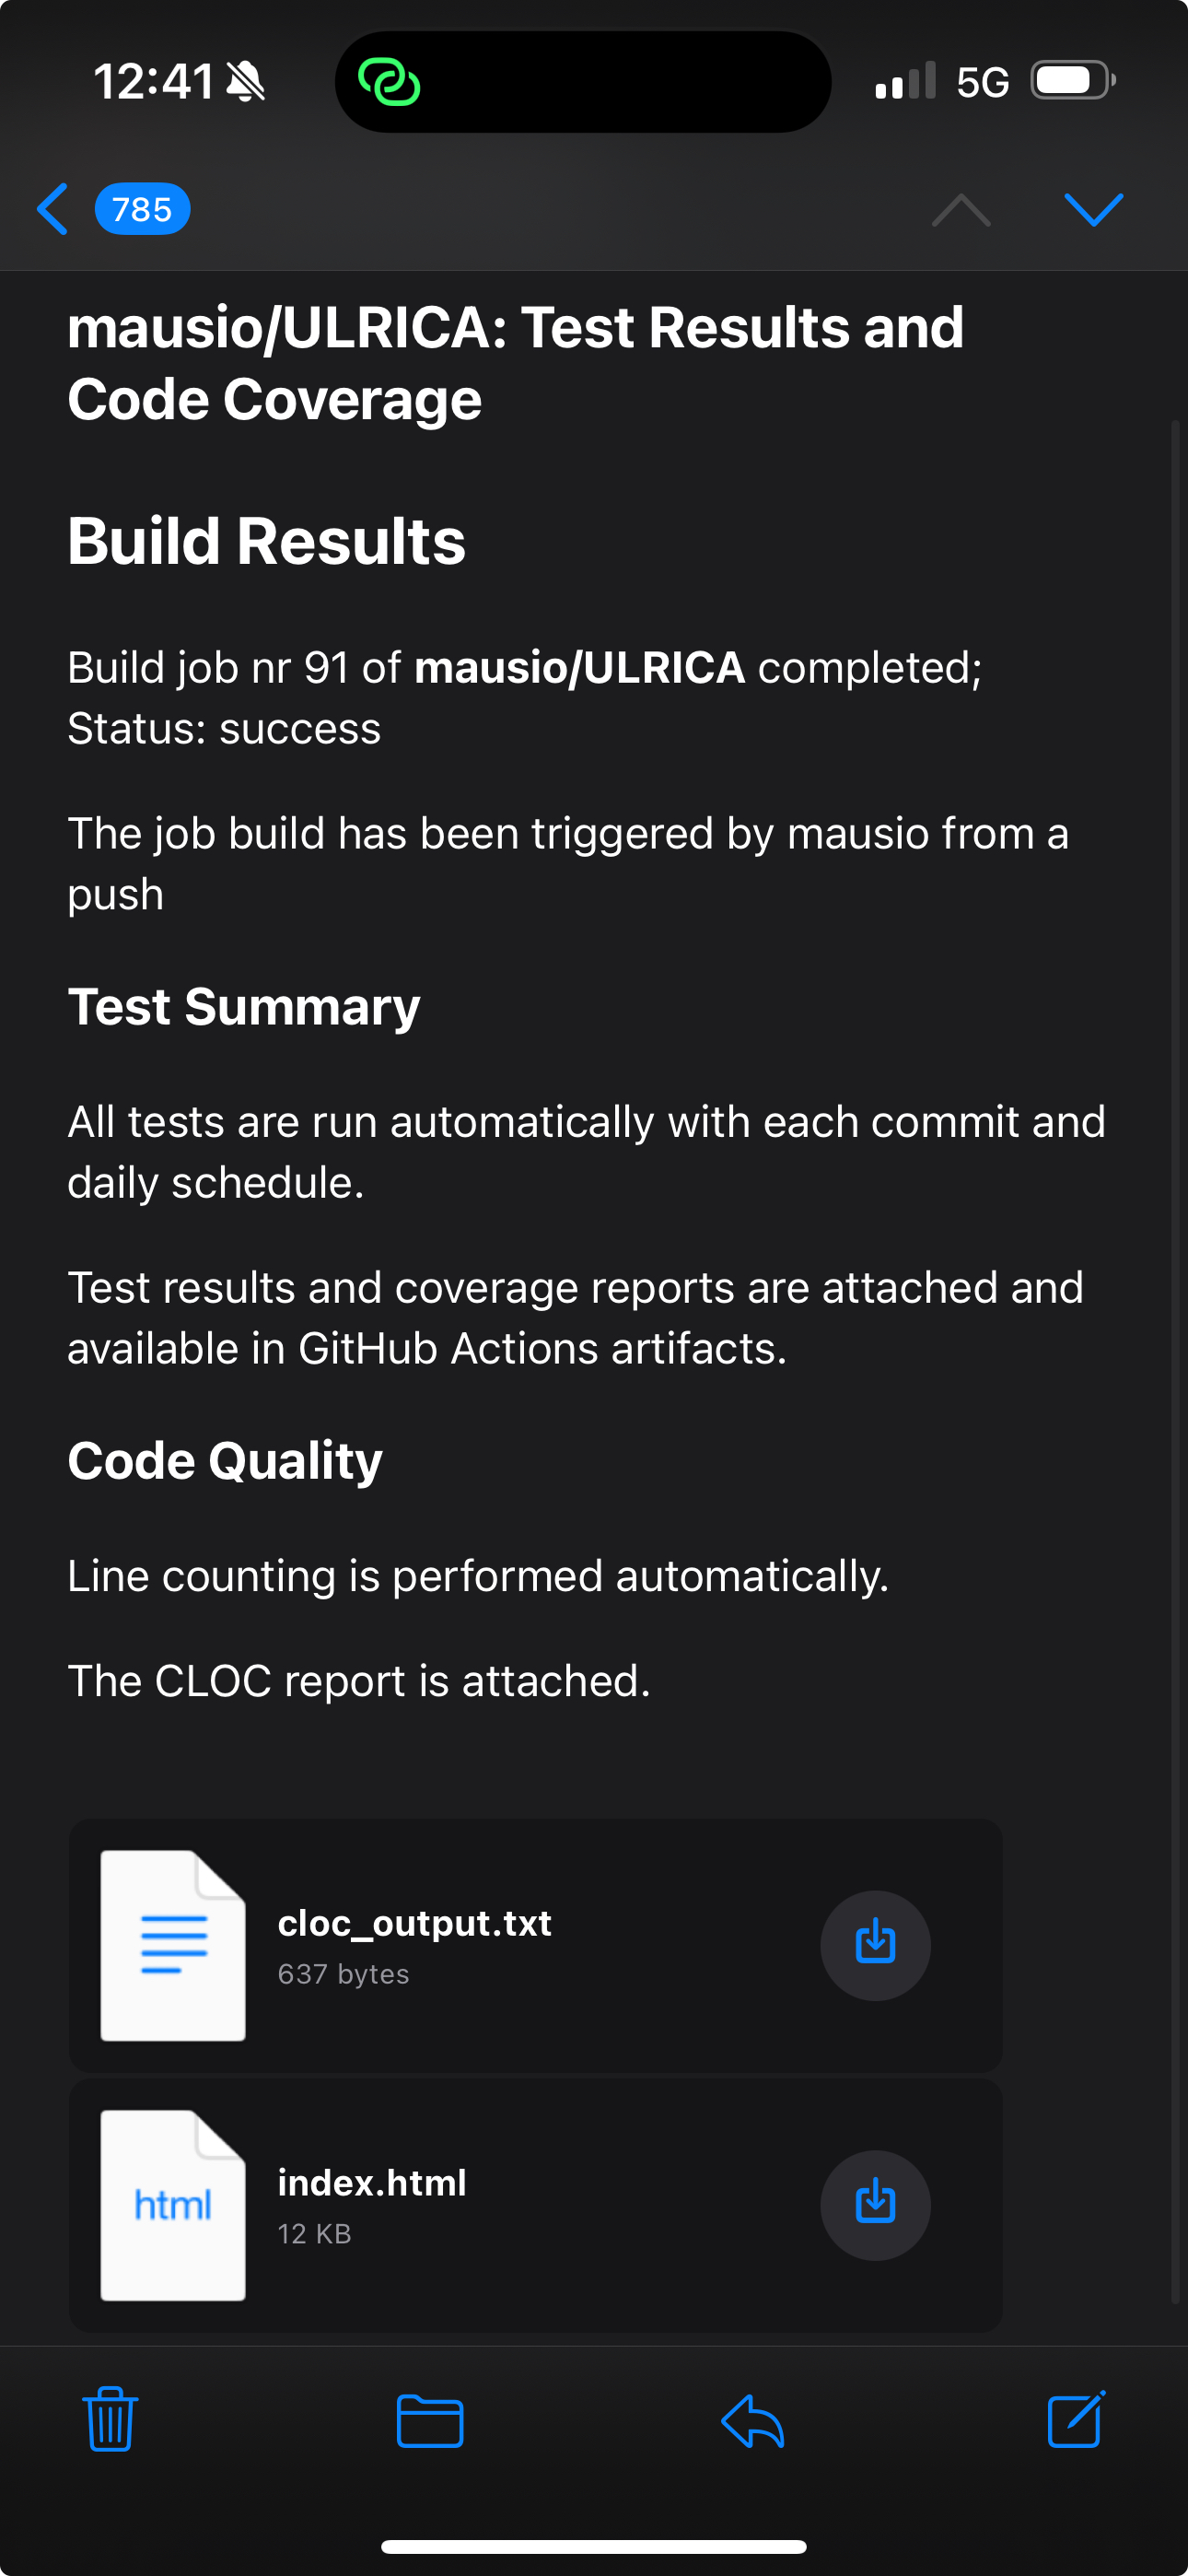 12:41
5G
785
mausio/ULRICA: Test Results and
Code Coverage
Build Results
Build job nr 91 of mausio/ULRICA completed;
Status: success
The job build has been triggered by mausio from a
push
Test Summary
All tests are run automatically with each commit and
daily schedule.
Test results and coverage reports are attached and
available in GitHub Actions artifacts.
Code Quality
Line counting is performed automatically.
The CLOC report is attached.
cloc_output.txt
637 bytes
html
index.html
12 KB